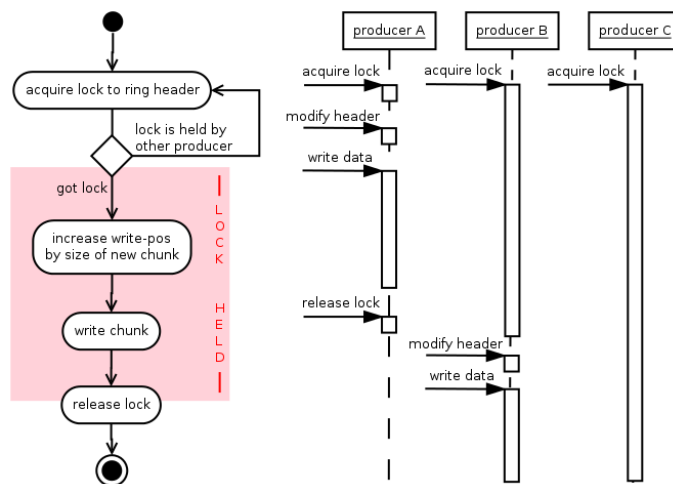 acquire lock to ring header
lock is held by
other producer
got lock
LOCK
HELD
increase write-pos
by size of new chunk
write chunk
release lock
producer A
acquire lock
modify header
write data
release lock
producer B
acquire lock
modify header
write data
producer C
acquire lock